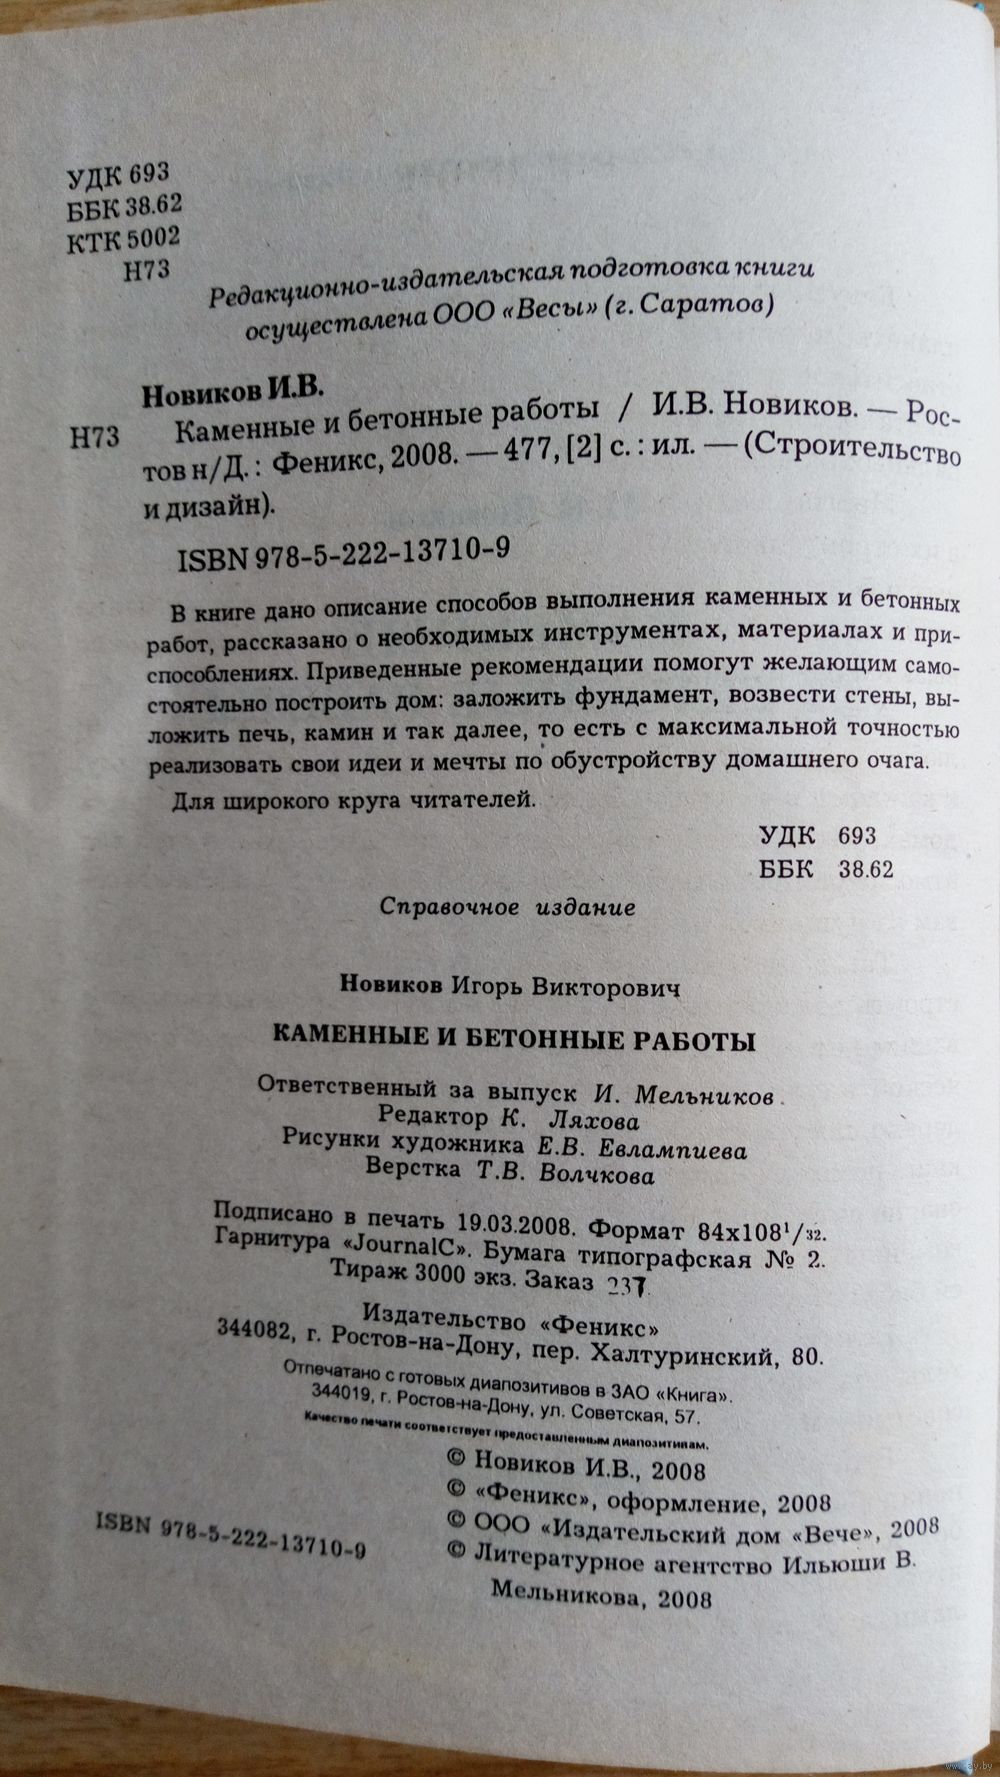 УДК 693
ББК 38.62
КТК 5002
Н73
Редакционно-издательская подготовка книги
осуществлена ООО «Весы» (г. Саратов)
Новиков И.В.
Н73 Каменные и бетонные работы / И.В. Новиков. — Рос-
тов н/Д.: Феникс, 2008. — 477, [2] с. : ил. — (Строительство
и дизайн).
ISBN 978-5-222-13710-9
В книге дано описание способов выполнения каменных и бетонных
работ, рассказано о необходимых инструментах, материалах и при-
способлениях. Приведенные рекомендации помогут желающим само-
стоятельно построить дом: заложить фундамент, возвести стены, вы-
ложить печь, камин и так далее, то есть с максимальной точностью
реализовать свои идеи и мечты по обустройству домашнего очага.
Для широкого круга читателей.
УДК 693
ББК 38.62
Справочное издание
Новиков Игорь Викторович
КАМЕННЫЕ И БЕТОННЫЕ РАБОТЫ
Ответственный за выпуск И. Мельников.
Редактор К. Ляхова
Рисунки художника Е.В. Евлампиева
Верстка Т.В. Волчкова
Подписано в печать 19.03.2008. Формат 84х108¹/32.
Гарнитура «JournalC». Бумага типографская № 2.
Тираж 3000 экз. Заказ 237.
Издательство «Феникс»
344082, г. Ростов-на-Дону, пер. Халтуринский, 80.
Отпечатано с готовых диапозитивов в ЗАО «Книга».
344019, г. Ростов-на-Дону, ул. Советская, 57.
Качество печати соответствует предоставленным диапозитивам.
© Новиков И.В., 2008
© «Феникс», оформление, 2008
© ООО «Издательский дом «Вече», 2008
© Литературное агентство Ильюши В.
Мельникова, 2008
ISBN 978-5-222-13710-9